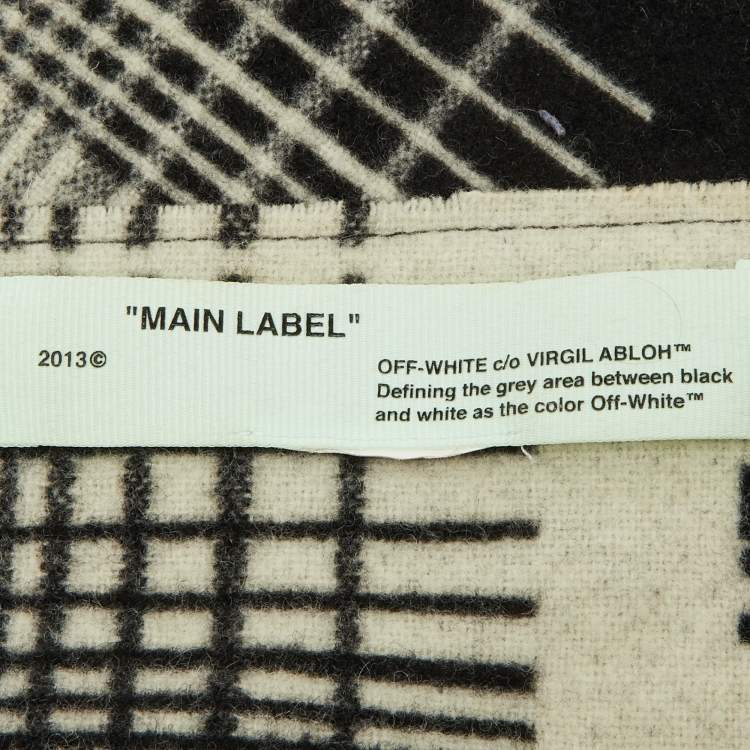 "MAIN LABEL"
2013©
OFF-WHITE c/o VIRGIL ABLOH™
Defining the grey area between black
and white as the color Off-White™